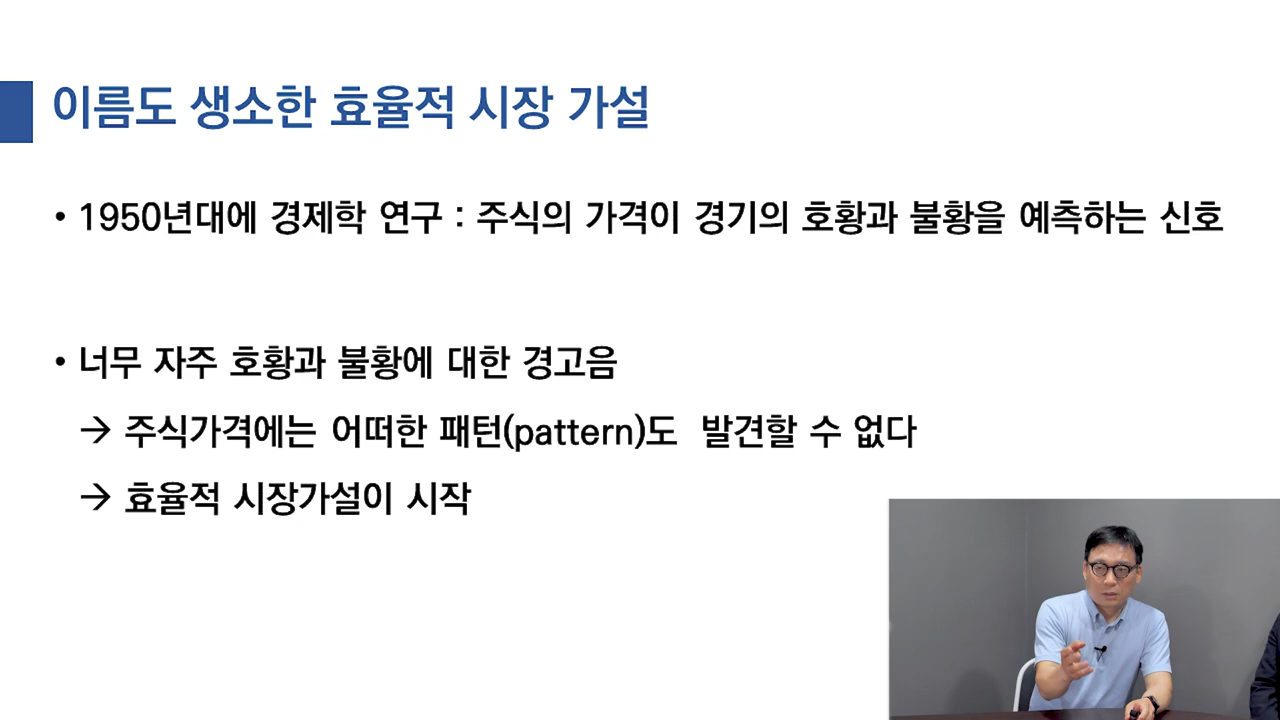 이름도 생소한 효율적 시장 가설
• 1950년대에 경제학 연구 : 주식의 가격이 경기의 호황과 불황을 예측하는 신호
• 너무 자주 호황과 불황에 대한 경고음
→ 주식가격에는 어떠한 패턴(pattern)도 발견할 수 없다
→ 효율적 시장가설이 시작